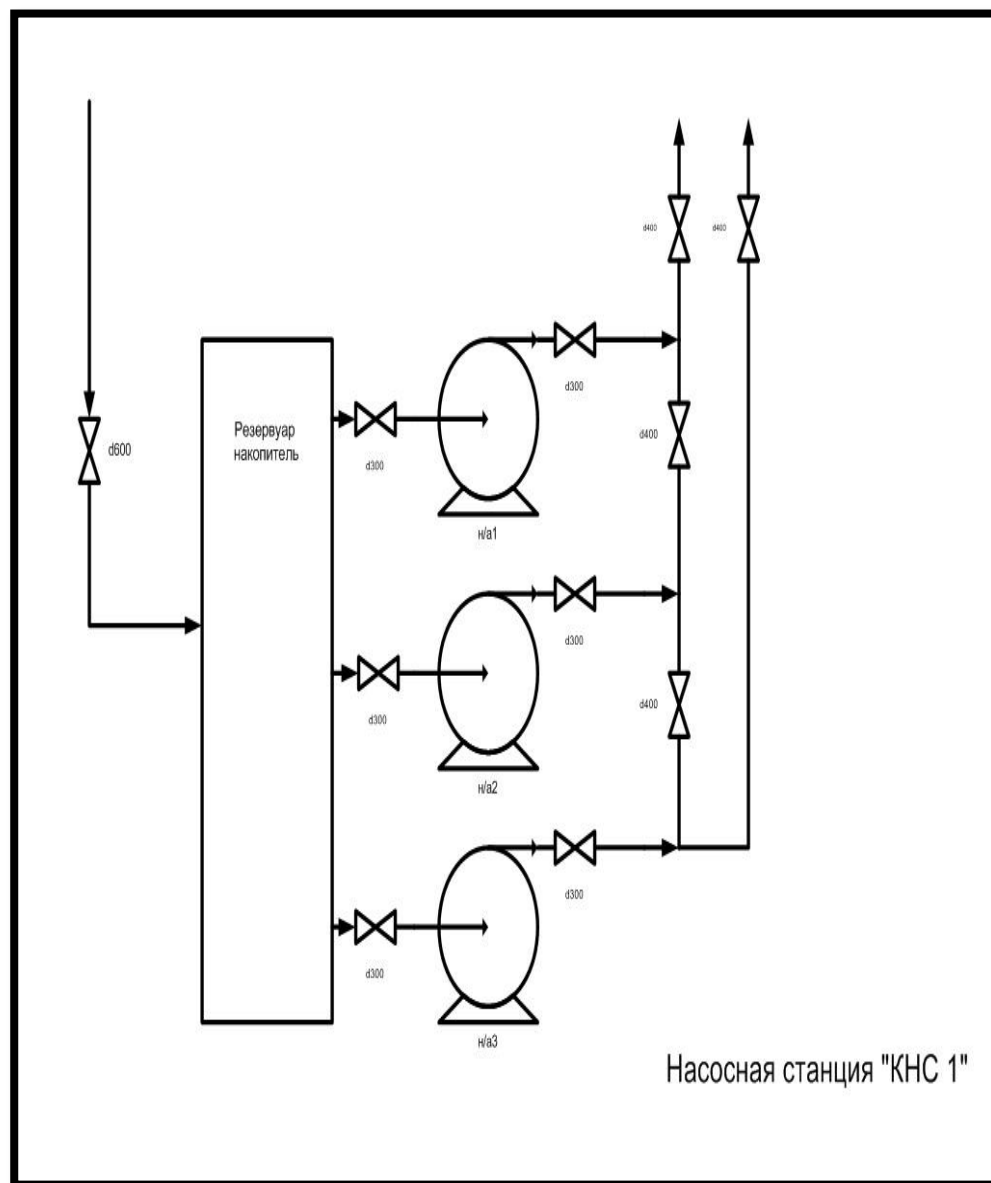 d400
d400
d300
d600
Резервуар
накопитель
d400
d300
н/а1
d300
d400
d300
н/а2
d300
d300
н/а3
Насосная станция "КНС 1"